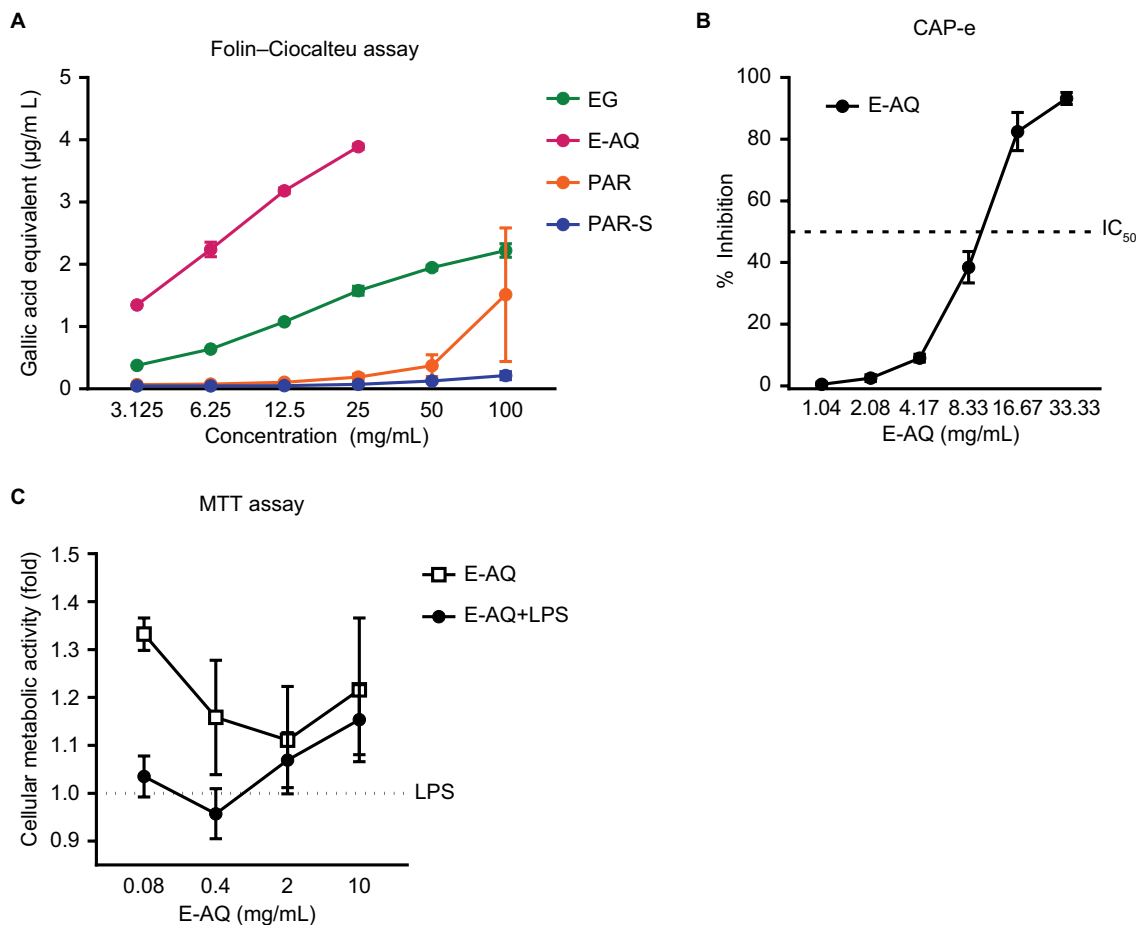 A
Folin–Ciocalteu assay
Gallic acid equivalent (µg/m L)
5
4
3
2
1
0
3.125 6.25 12.5 25 50 100
Concentration (mg/mL)
EG
E-AQ
PAR
PAR-S
B
CAP-e
% Inhibition
100
80
60
40
20
0
E-AQ
IC50
1.04 2.08 4.17 8.33 16.67 33.33
E-AQ (mg/mL)
C
MTT assay
Cellular metabolic activity (fold)
1.5
1.4
1.3
1.2
1.1
1.0
0.9
E-AQ
E-AQ+LPS
LPS
0.08 0.4 2 10
E-AQ (mg/mL)